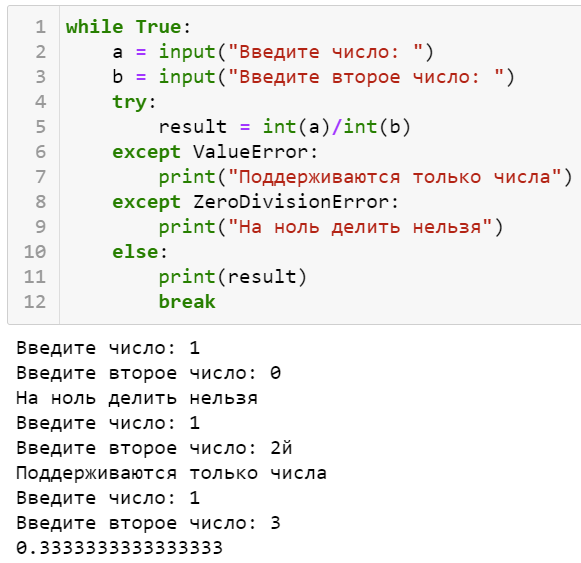 1 while True:
2     a = input("Введите число: ")
3     b = input("Введите второе число: ")
4     try:
5         result = int(a)/int(b)
6     except ValueError:
7         print("Поддерживаются только числа")
8     except ZeroDivisionError:
9         print("На ноль делить нельзя")
10     else:
11         print(result)
12         break
Введите число: 1
Введите второе число: 0
На ноль делить нельзя
Введите число: 1
Введите второе число: 2й
Поддерживаются только числа
Введите число: 1
Введите второе число: 3
0.3333333333333333